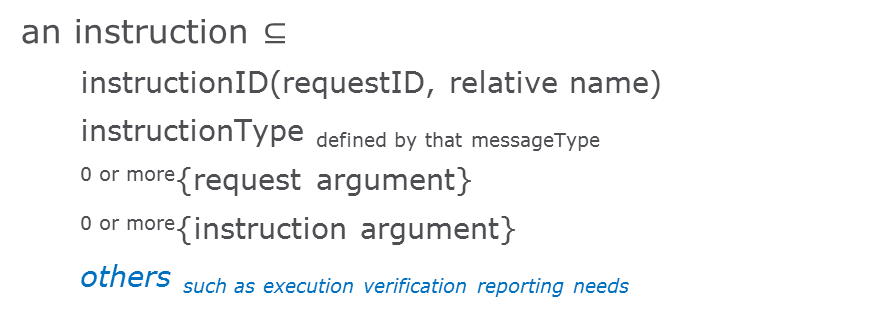 an instruction ⊆
instructionID(requestID, relative name)
instructionType defined by that messageType
0 or more{request argument}
0 or more{instruction argument}
others such as execution verification reporting needs